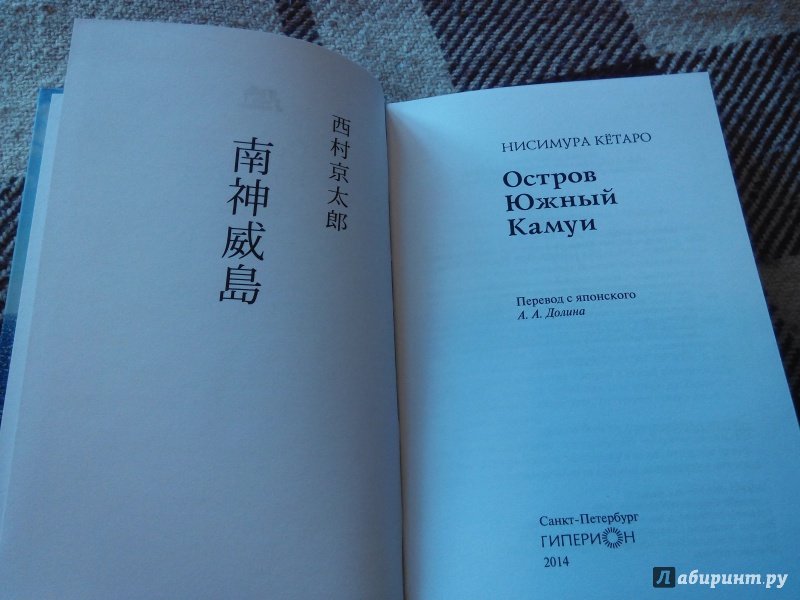 西村京太郎
南神威島
НИСИМУРА КЁТАРО
Остров
Южный
Камуи
Перевод с японского
А. А. Долина
Санкт-Петербург
ГИПЕРИОН
2014
Лабиринт.ру